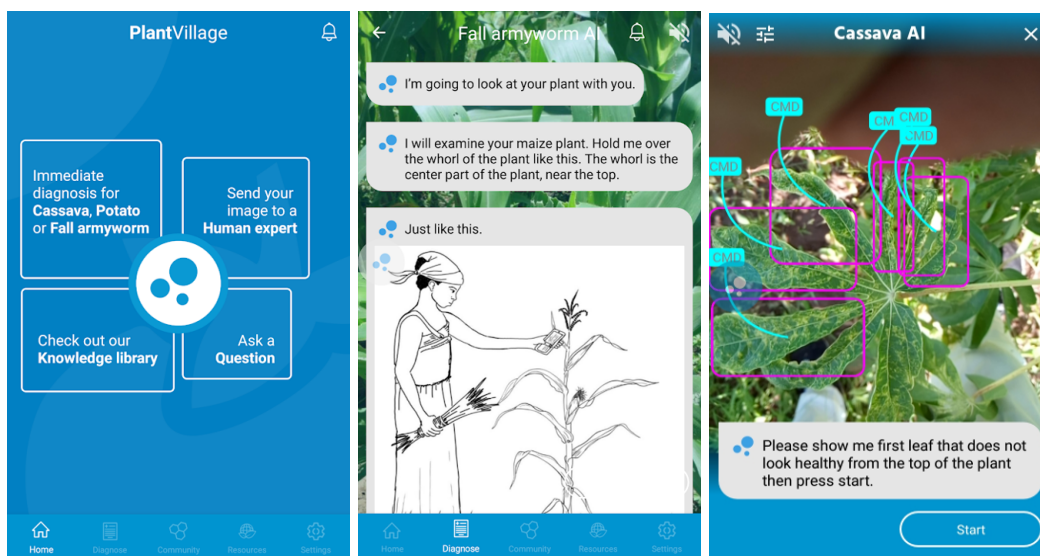 PlantVillage
Immediate
diagnosis for
Cassava, Potato
or Fall armyworm
Send your
image to a
Human expert
Check out our
Knowledge library
Ask a
Question
Home
Diagnose
Community
Resources
Settings
Fall armyworm AI
I'm going to look at your plant with you.
I will examine your maize plant. Hold me over
the whorl of the plant like this. The whorl is the
center part of the plant, near the top.
Just like this.
Home
Diagnose
Community
Resources
Settings
Cassava AI
CMD
CM
CMD
CMD
CMD
CMD
Please show me first leaf that does not
look healthy from the top of the plant
then press start.
Start